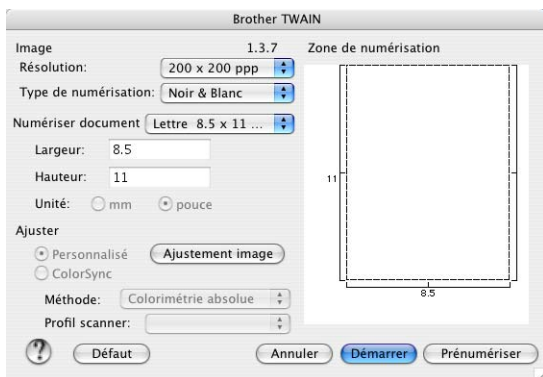 Brother TWAIN
Image 1.3.7
Résolution: 200 x 200 ppp
Type de numérisation: Noir & Blanc
Numériser document Lettre 8.5 x 11 ...
Largeur: 8.5
Hauteur: 11
Unité: mm pouce
Ajuster
Personnalisé Ajustement image
ColorSync
Méthode: Colorimétrie absolue
Profil scanner:
? Défaut Annuler Démarrer Prénumériser
Zone de numérisation
11
8.5